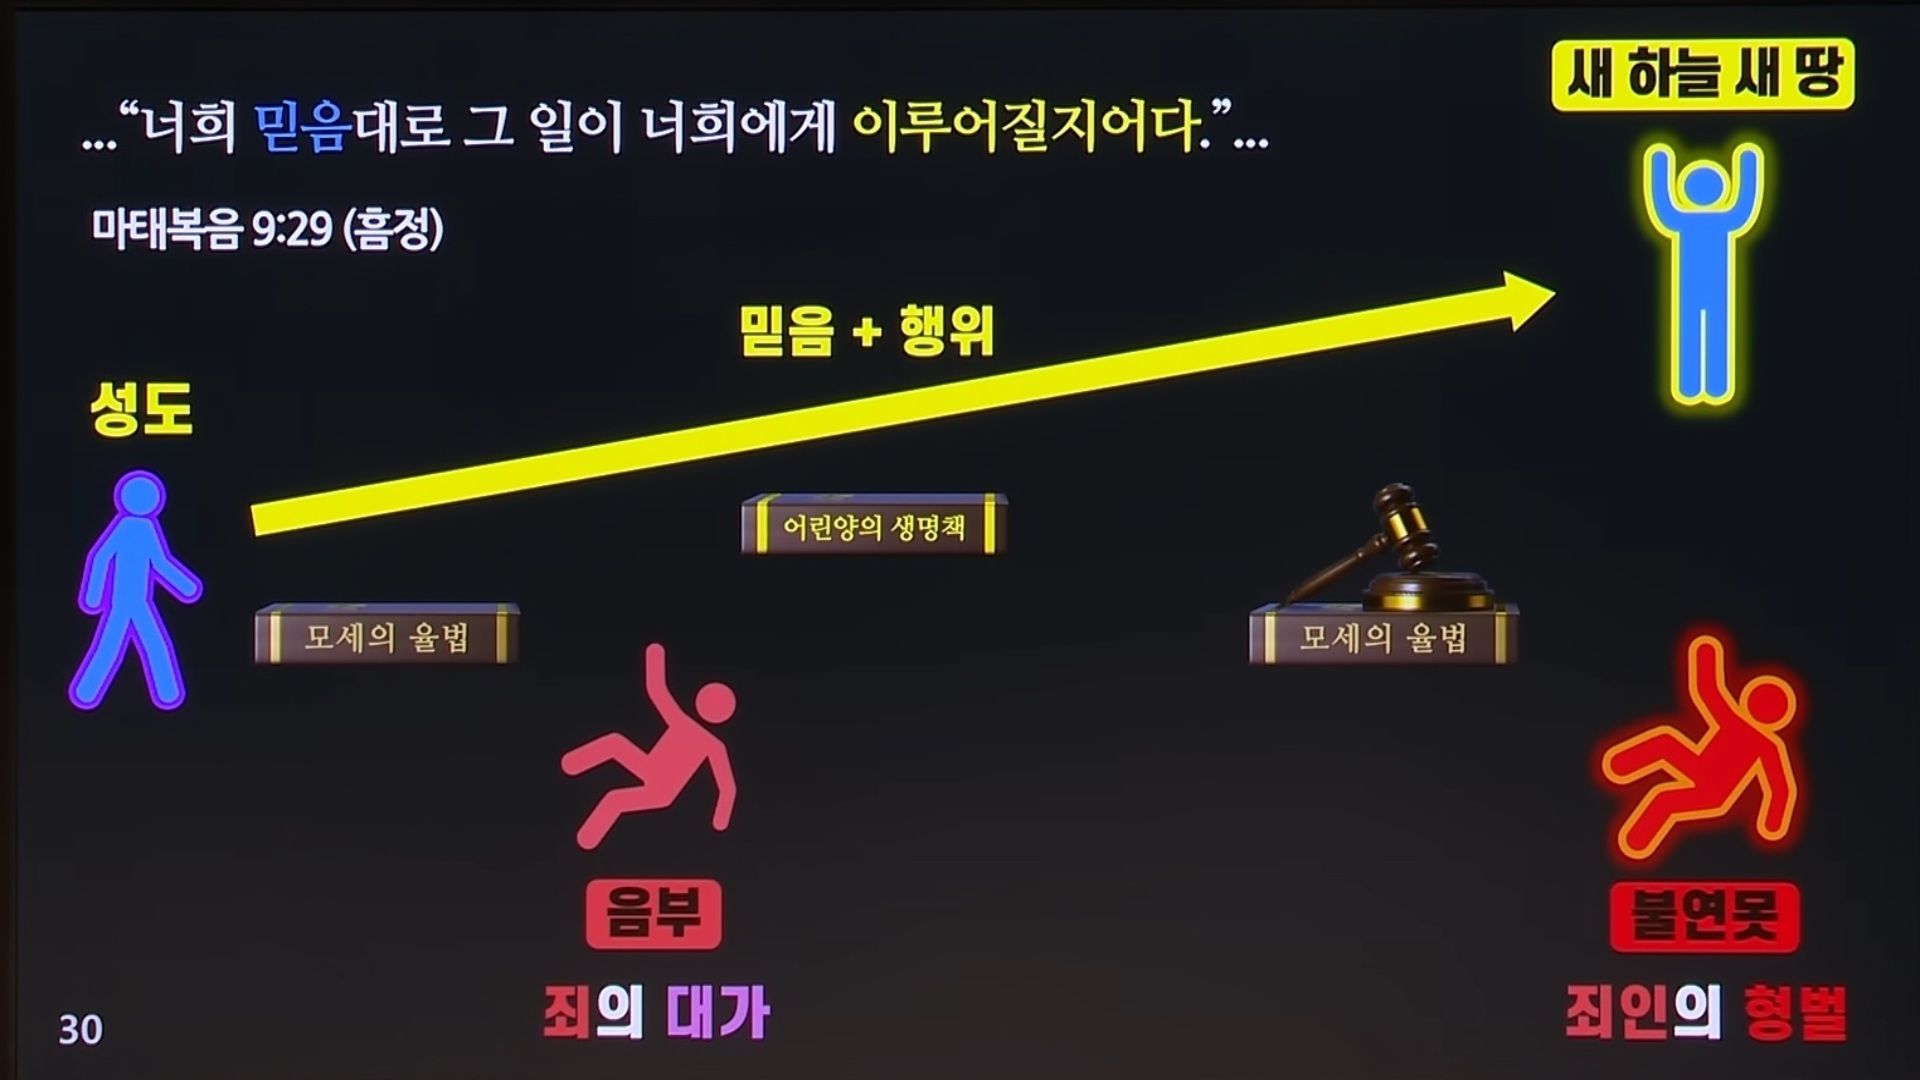 ...“너희 믿음대로 그 일이 너희에게 이루어질지어다.”...
마태복음 9:29 (흠정)
새 하늘 새 땅
믿음 + 행위
성도
어린양의 생명책
모세의 율법
모세의 율법
음부
죄의 대가
불연못
죄인의 형벌
30